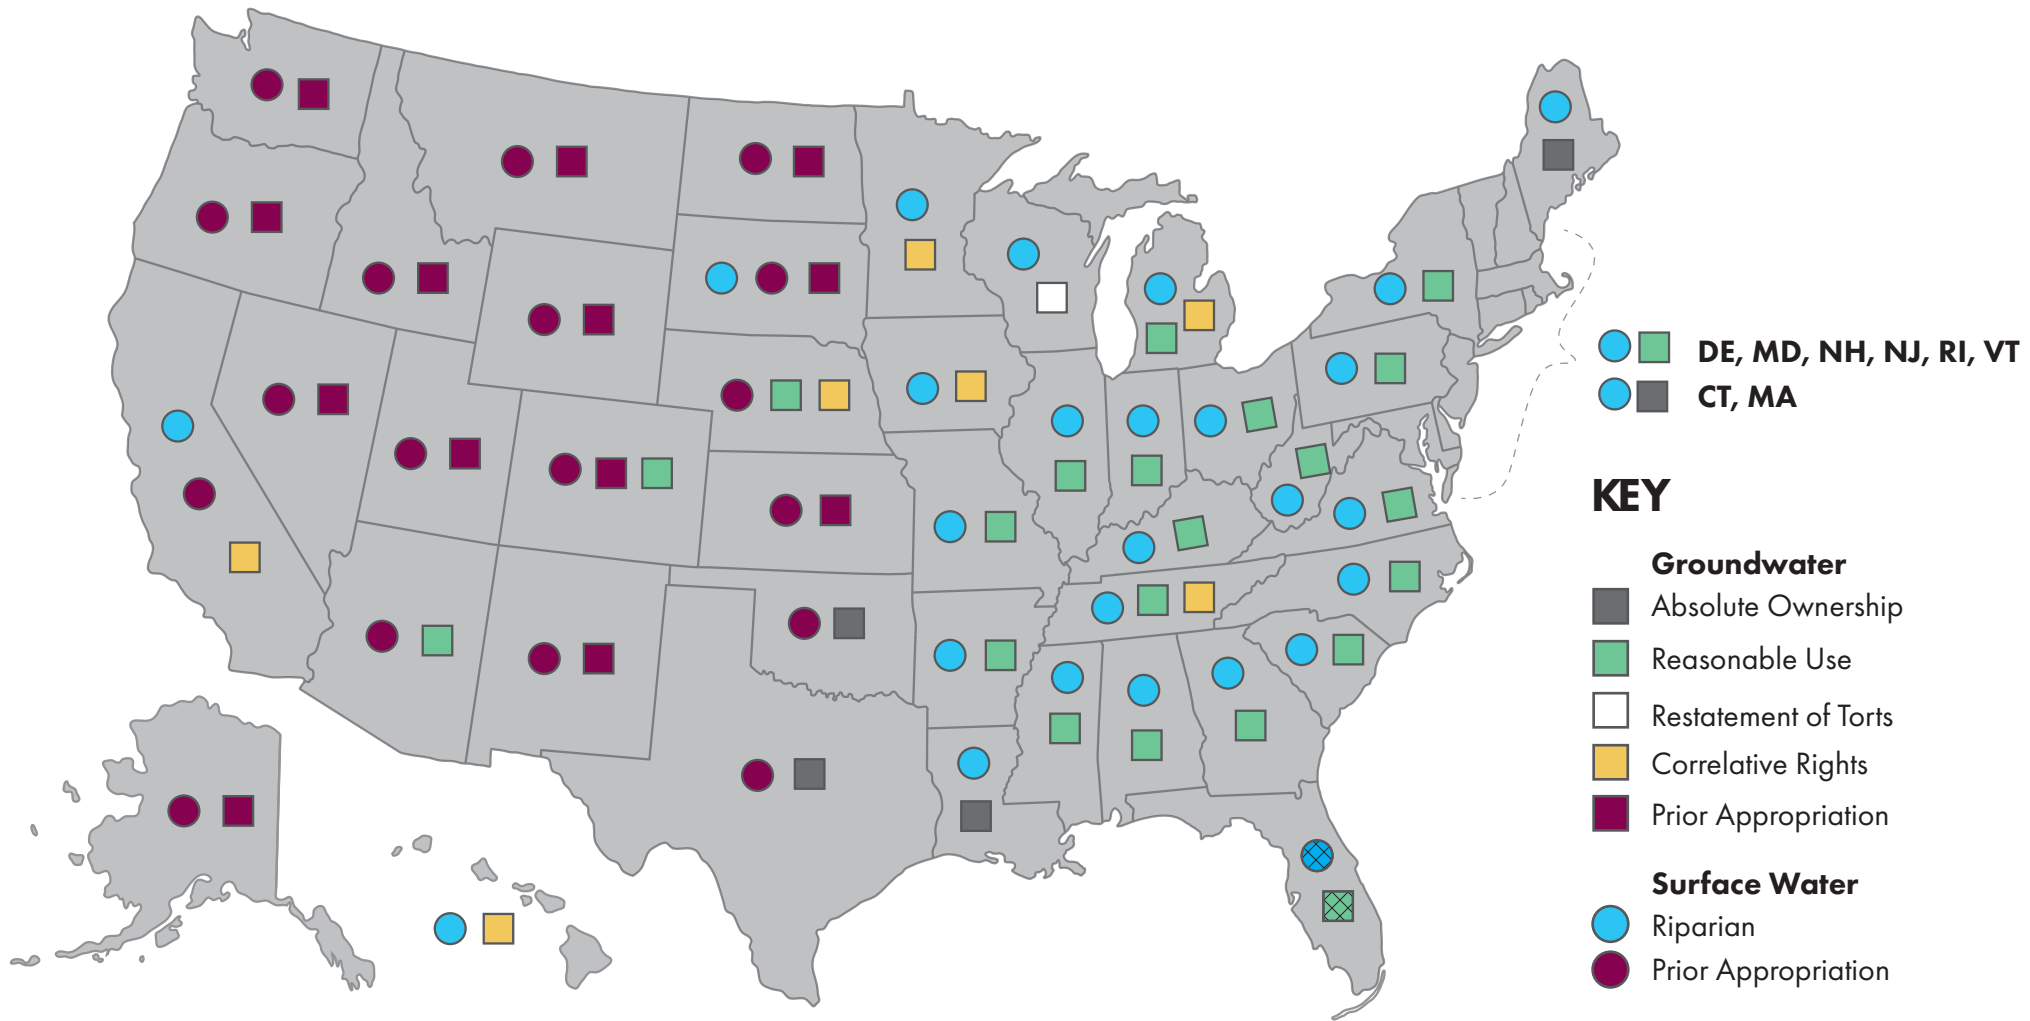 DE, MD, NH, NJ, RI, VT
CT, MA
KEY
Groundwater
Absolute Ownership
Reasonable Use
Restatement of Torts
Correlative Rights
Prior Appropriation
Surface Water
Riparian
Prior Appropriation